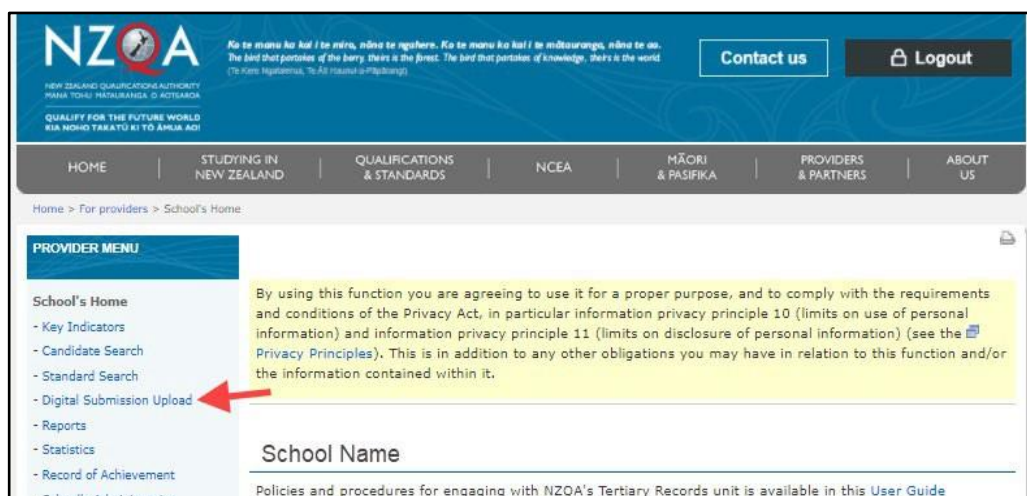 NZQA
NEW ZEALAND QUALIFICATIONS AUTHORITY
MANA TOHU MATAURANGA O AOTEAROA
QUALIFY FOR THE FUTURE WORLD
KIA NOHO TAKATŪ KI TŌ ĀMUA AO!
Ko te manu ka kai i te miro, nōna te ngahere. Ko te manu ka kai i te mātauranga, nōna te ao.
The bird that partakes of the berry, theirs is the forest. The bird that partakes of knowledge, theirs is the world
Contact us
Logout
HOME
STUDYING IN
NEW ZEALAND
QUALIFICATIONS
& STANDARDS
NCEA
MĀORI
& PASIFIKA
PROVIDERS
& PARTNERS
ABOUT
US
Home > For providers > School's Home
PROVIDER MENU
School's Home
- Key Indicators
- Candidate Search
- Standard Search
- Digital Submission Upload
- Reports
- Statistics
- Record of Achievement
By using this function you are agreeing to use it for a proper purpose, and to comply with the requirements
and conditions of the Privacy Act, in particular information privacy principle 10 (limits on use of personal
information) and information privacy principle 11 (limits on disclosure of personal information) (see the
Privacy Principles). This is in addition to any other obligations you may have in relation to this function and/or
the information contained within it.
School Name
Policies and procedures for engaging with NZQA's Tertiary Records unit is available in this User Guide